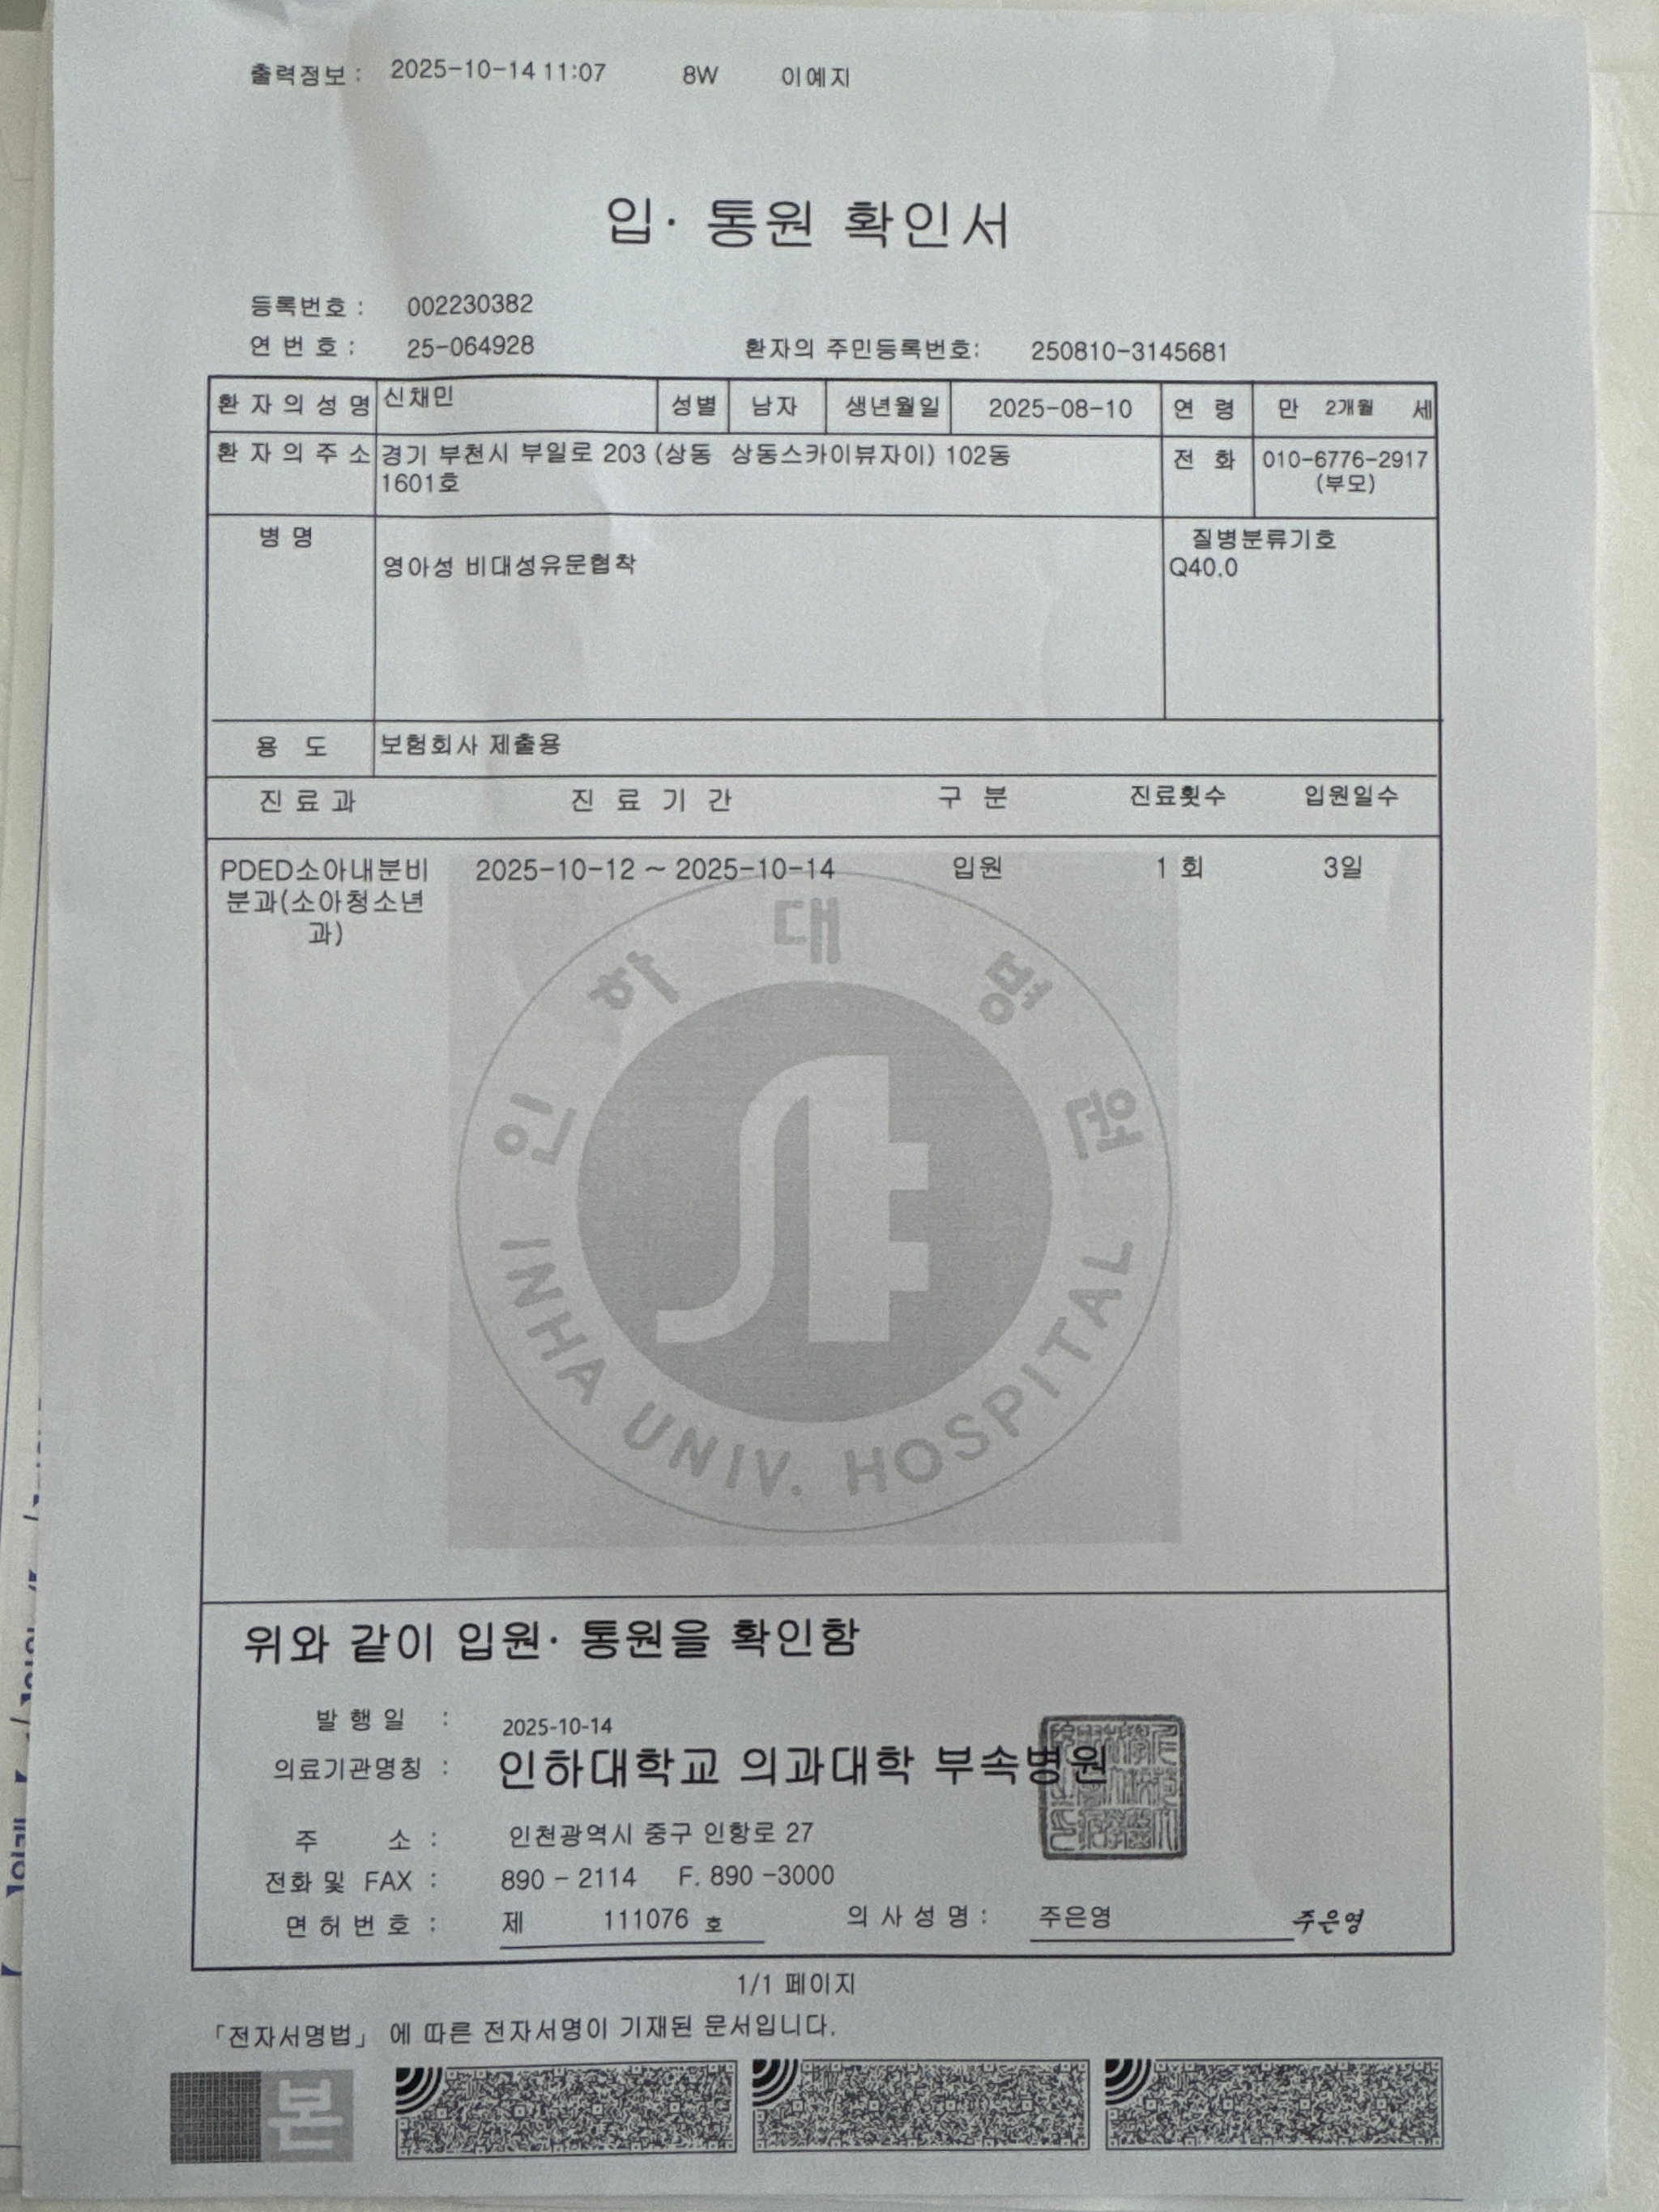 출력정보 : 2025-10-14 11:07 8W 이예지
입· 통원 확인서
등록번호 : 002230382
연 번 호 : 25-064928 환자의 주민등록번호: 250810-3145681
환 자 의 성 명 신채민 성별 남자 생년월일 2025-08-10 연 령 만 2개월 세
환 자 의 주 소 경기 부천시 부일로 203 (상동 상동스카이뷰자이) 102동
1601호
전 화 010-6776-2917
(부모)
병 명 질병분류기호
영아성 비대성유문협착 Q40.0
용 도 보험회사 제출용
진 료 과 진 료 기 간 구 분 진료횟수 입원일수
PDED소아내분비 2025-10-12 ~ 2025-10-14 입원 1 회 3일
분과(소아청소년
과)
인하대병원
INHA UNIV. HOSPITAL
위와 같이 입원· 통원을 확인함
발 행 일 : 2025-10-14
의료기관명칭 : 인하대학교 의과대학 부속병원
주 소 : 인천광역시 중구 인항로 27
전화 및 FAX : 890 - 2114 F. 890 -3000
면 허 번 호 : 제 111076 호 의 사 성 명 : 주은영 주은영
1/1 페이지
「전자서명법」 에 따른 전자서명이 기재된 문서입니다.
본